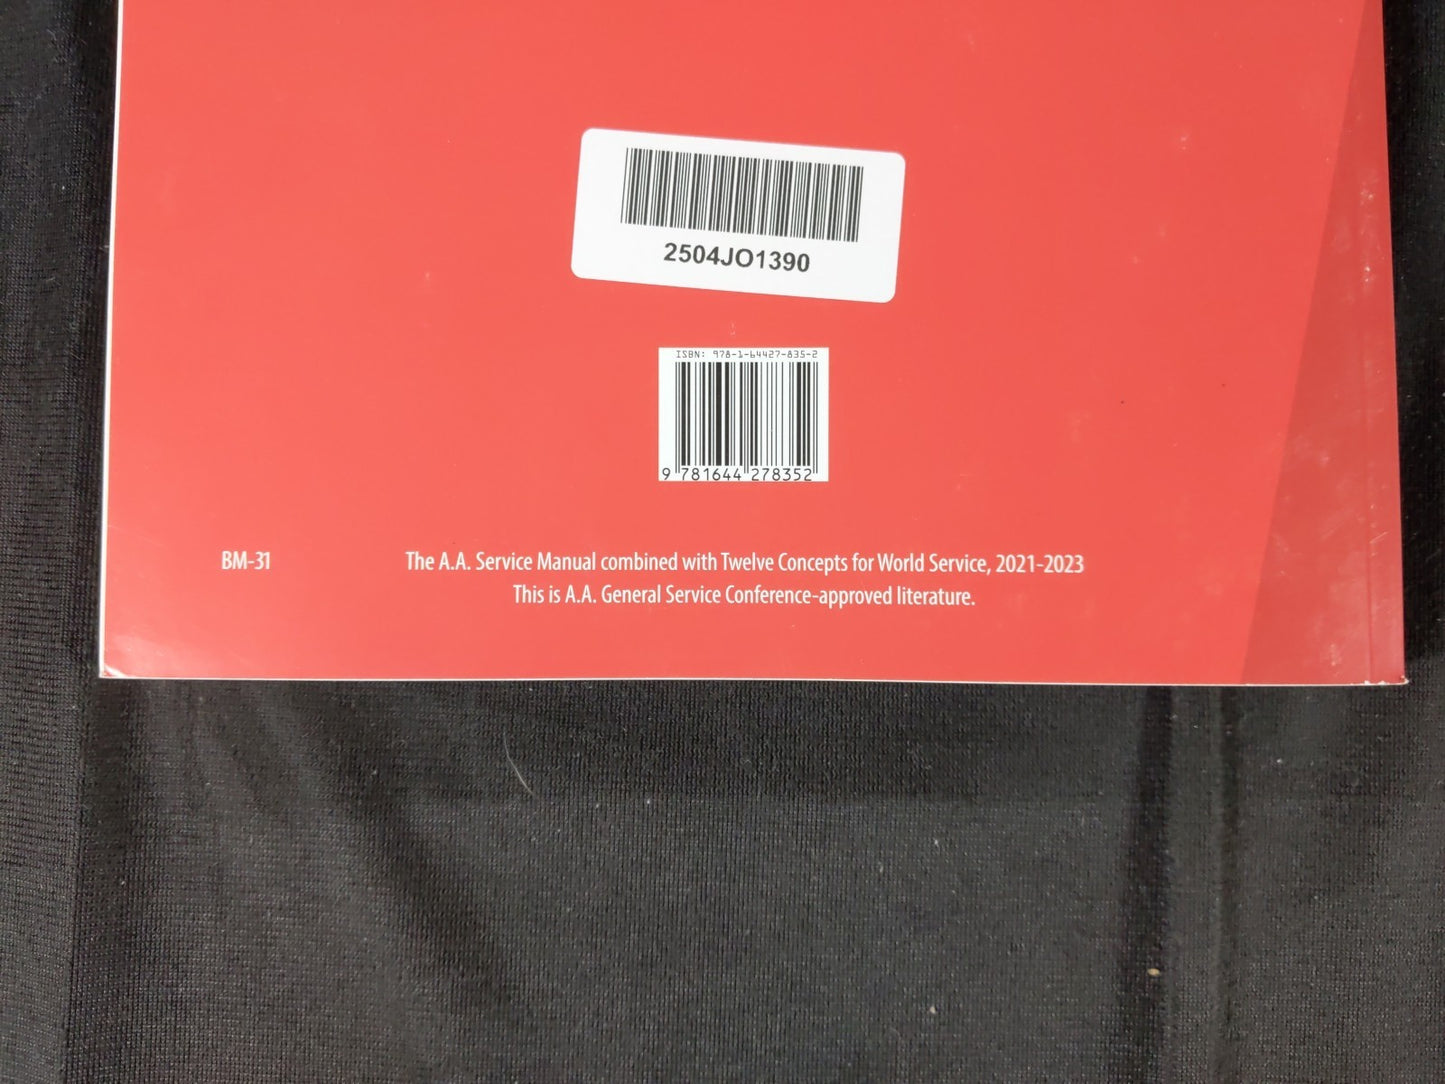 2504JO1390
ISBN: 978-1-64427-835-2
9 781644 278352
BM-31
The A.A. Service Manual combined with Twelve Concepts for World Service, 2021-2023
This is A.A. General Service Conference-approved literature.